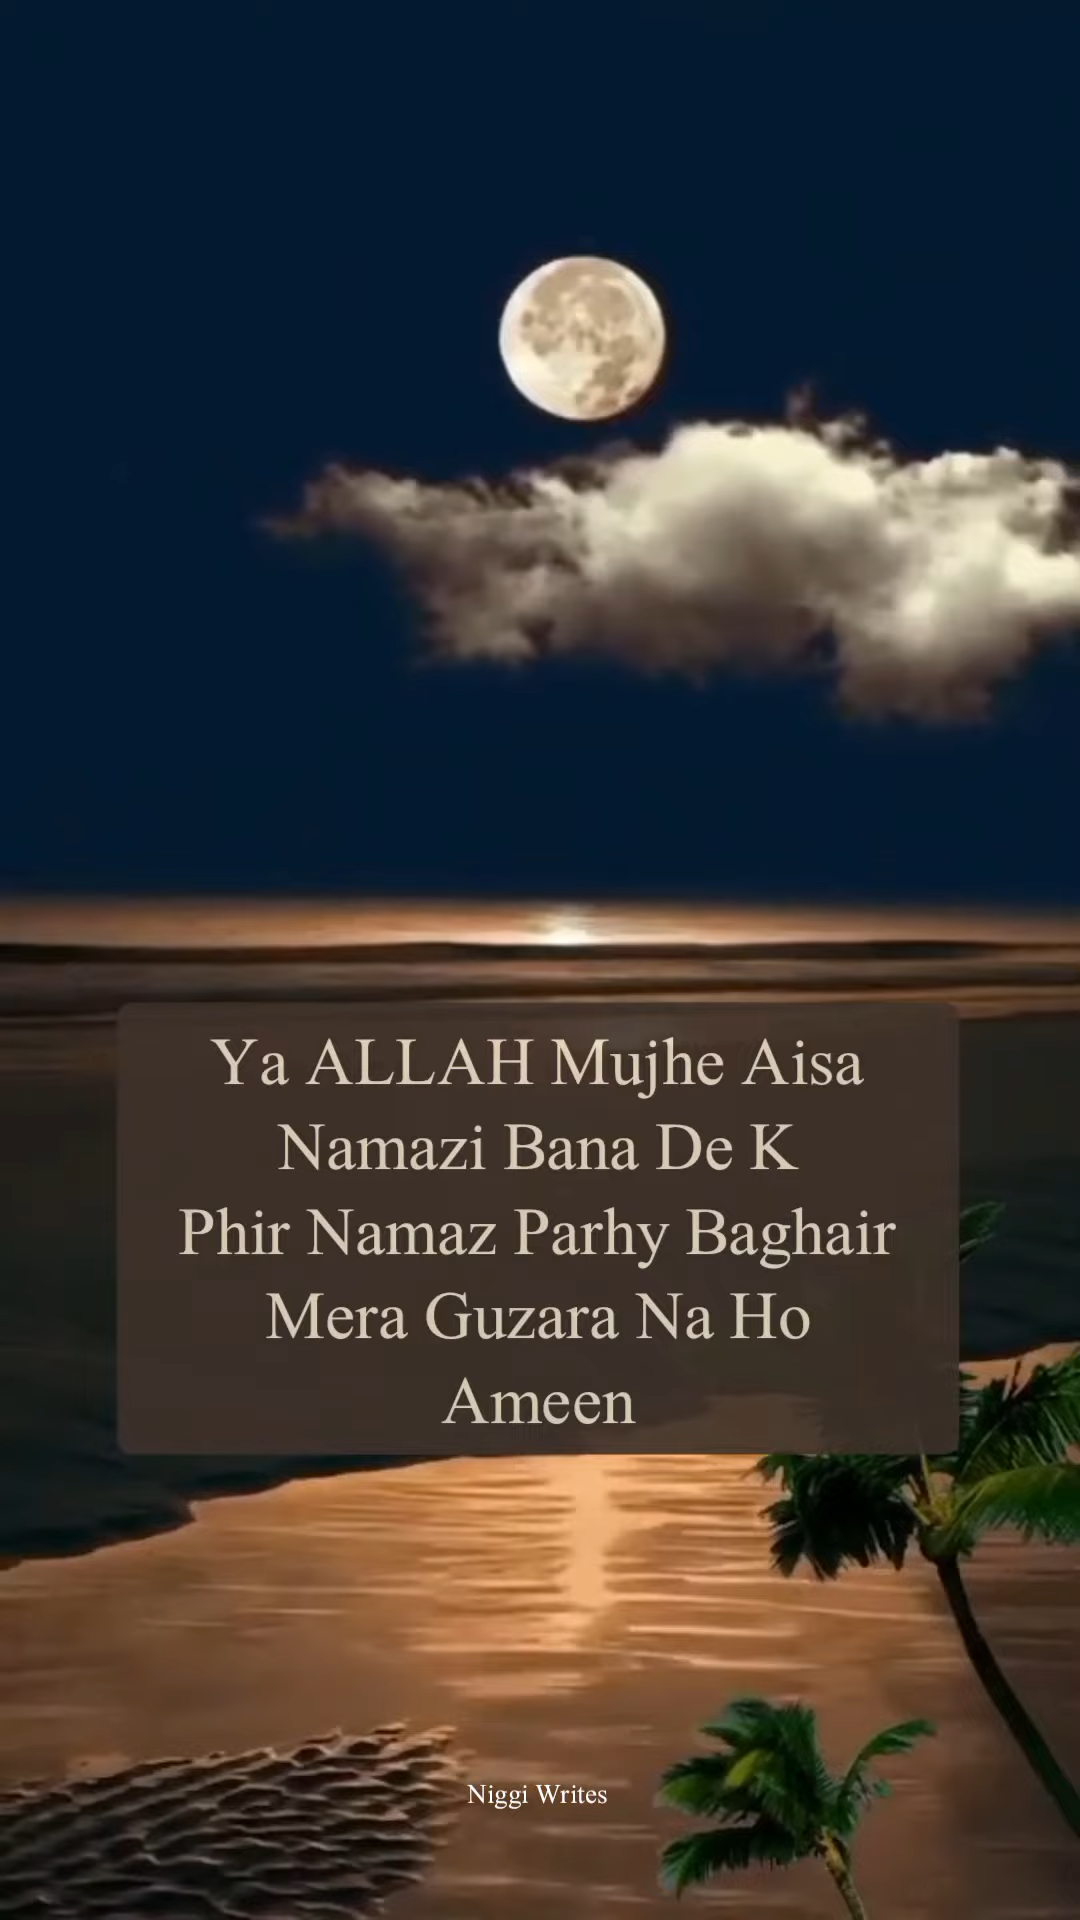 Ya ALLAH Mujhe Aisa
Namazi Bana De K
Phir Namaz Parhy Baghair
Mera Guzara Na Ho
Ameen
Niggi Writes